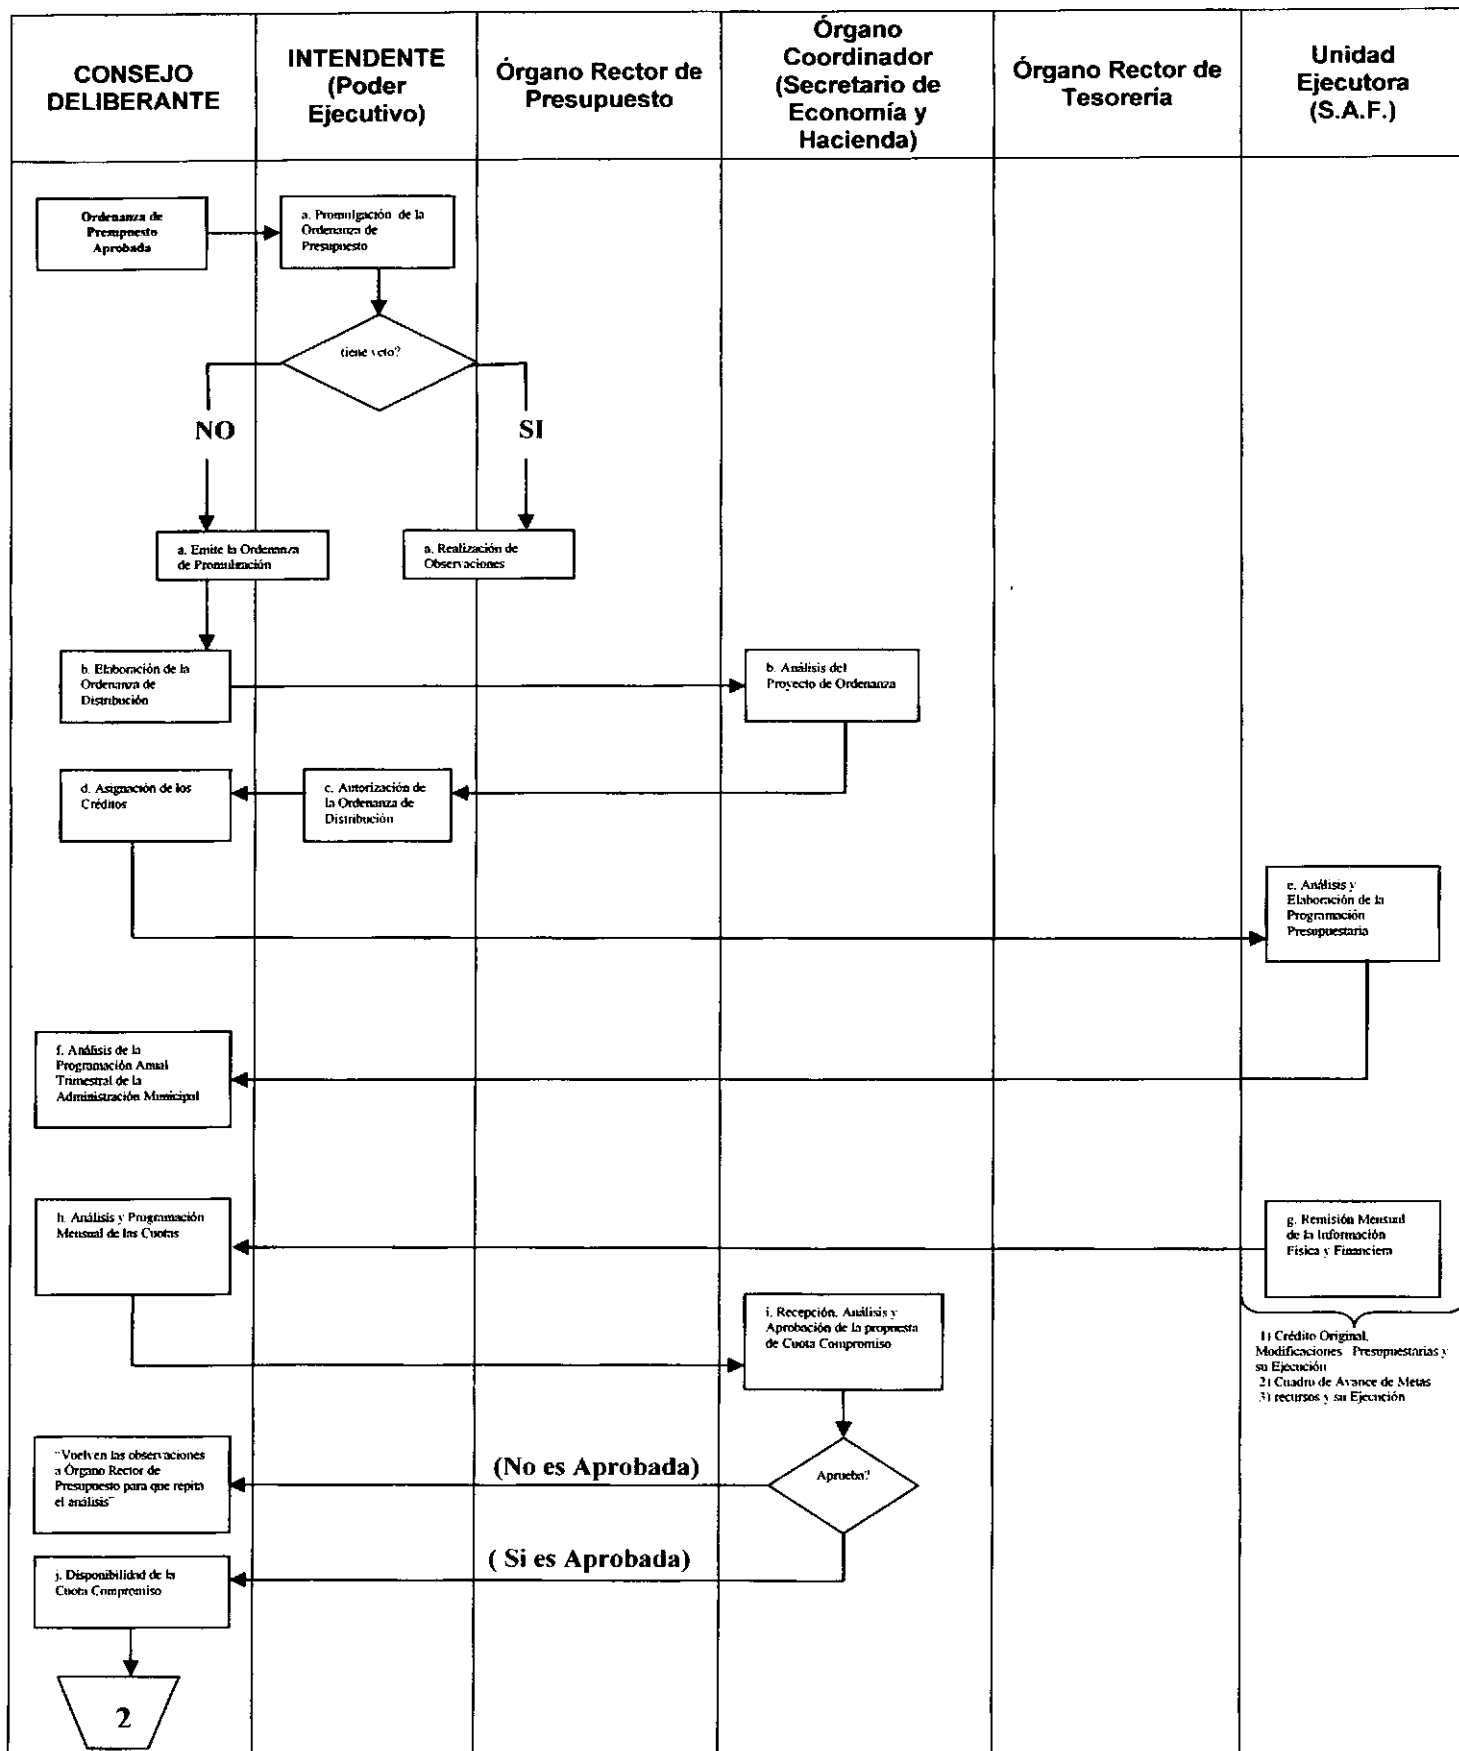 CONSEJO
DELIBERANTE
INTENDENTE
(Poder
Ejecutivo)
Órgano Rector de
Presupuesto
Órgano
Coordinador
(Secretario de
Economía y
Hacienda)
Órgano Rector de
Tesorería
Unidad
Ejecutora
(S.A.F.)
Ordenanza de
Presupuesto
Aprobada
a. Promulgación de la
Ordenanza de
Presupuesto
tiene veto?
NO
SI
a. Emite la Ordenanza
de Promulgación
a. Realización de
Observaciones
b. Elaboración de la
Ordenanza de
Distribución
b. Análisis del
Proyecto de Ordenanza
d. Asignación de los
Créditos
c. Autorización de
la Ordenanza de
Distribución
e. Análisis y
Elaboración de la
Programación
Presupuestaria
f. Análisis de la
Programación Anual
Trimestral de la
Administración Municipal
h. Análisis y Programación
Mensual de las Cuotas
g. Remisión Mensual
de la Información
Física y Financiera
i. Recepción, Análisis y
Aprobación de la propuesta
de Cuota Compromiso
1) Crédito Original,
Modificaciones Presupuestarias y
su Ejecución
2) Cuadro de Avance de Metas
3) recursos y su Ejecución
"Vuelven las observaciones
a Órgano Rector de
Presupuesto para que repita
el análisis"
(No es Aprobada)
Aprueba?
( Si es Aprobada)
j. Disponibilidad de la
Cuota Compromiso
2